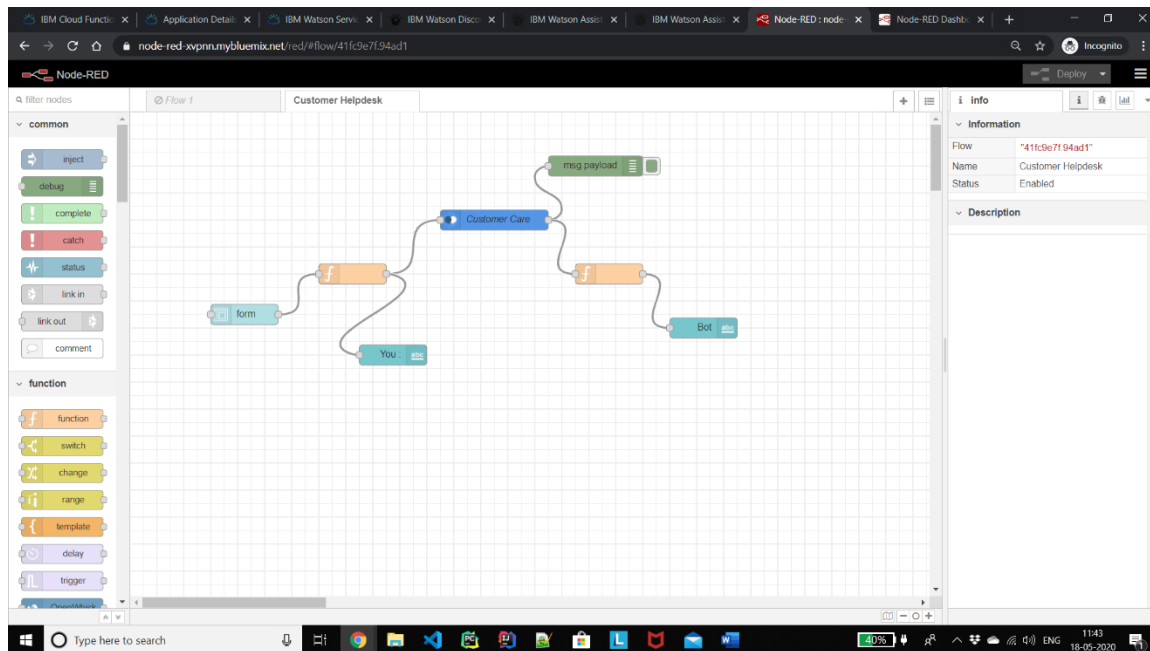 IBM Cloud Functio
Application Details
IBM Watson Servic
IBM Watson Disco
IBM Watson Assist
IBM Watson Assist
Node-RED : node-
Node-RED Dashbo
node-red-xvpnn.mybluemix.net/red/#flow/41fc9e7f.94ad1
Incognito
Node-RED
Deploy
filter nodes
Flow 1
Customer Helpdesk
i info
i
common
Information
inject
Flow
"41fc9e7f.94ad1"
debug
msg.payload
Name
Customer Helpdesk
Status
Enabled
complete
Customer Care
Description
catch
status
f
f
link in
form
link out
Bot
abc
comment
You :
abc
function
f
function
switch
change
range
template
delay
trigger
OpenWhisk
Type here to search
PC
IJ
L
W
40%
ENG
11:43
18-05-2020